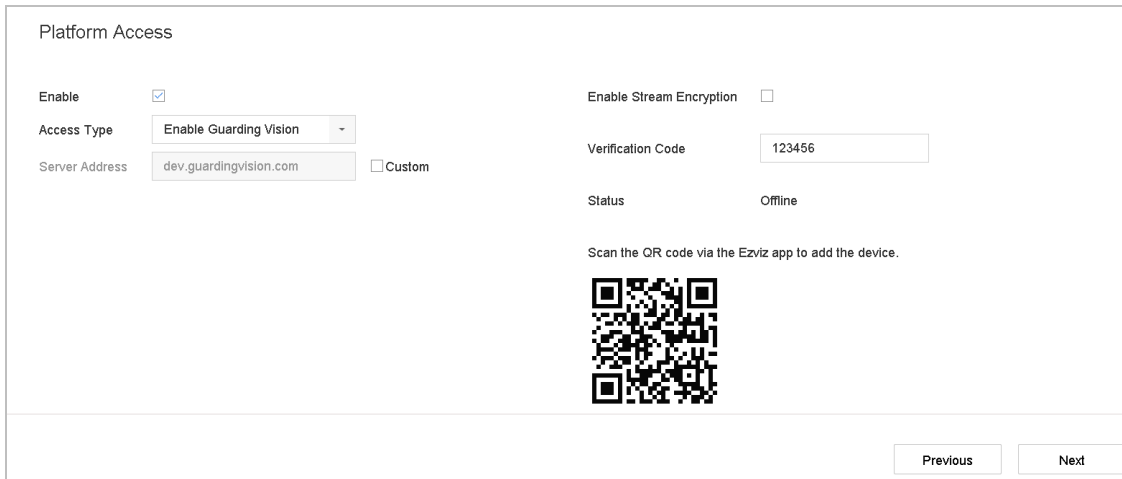 Platform Access
Enable
Access Type Enable Guarding Vision
Server Address dev.guardingvision.com Custom
Enable Stream Encryption
Verification Code 123456
Status Offline
Scan the QR code via the Ezviz app to add the device.
Previous Next